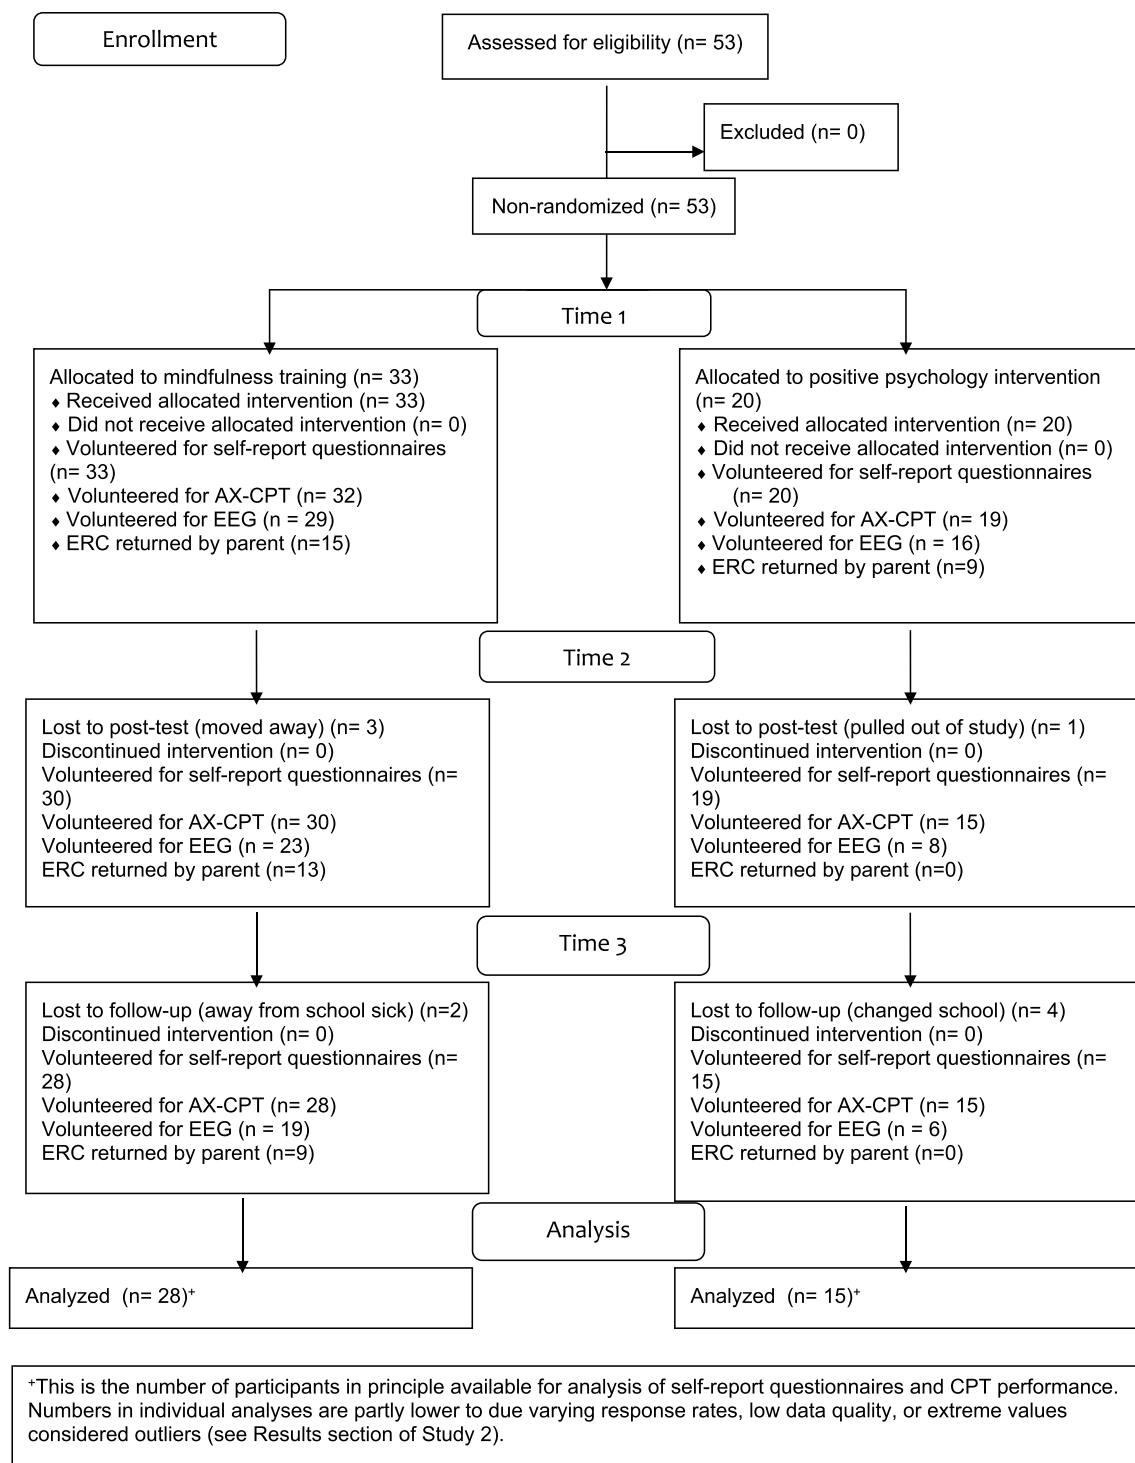 Enrollment
Assessed for eligibility (n= 53)
Excluded (n= 0)
Non-randomized (n= 53)
Time 1
Allocated to mindfulness training (n= 33)
♦ Received allocated intervention (n= 33)
♦ Did not receive allocated intervention (n= 0)
♦ Volunteered for self-report questionnaires
(n= 33)
♦ Volunteered for AX-CPT (n= 32)
♦ Volunteered for EEG (n = 29)
♦ ERC returned by parent (n=15)
Allocated to positive psychology intervention
(n= 20)
♦ Received allocated intervention (n= 20)
♦ Did not receive allocated intervention (n= 0)
♦ Volunteered for self-report questionnaires
(n= 20)
♦ Volunteered for AX-CPT (n= 19)
♦ Volunteered for EEG (n = 16)
♦ ERC returned by parent (n=9)
Time 2
Lost to post-test (moved away) (n= 3)
Discontinued intervention (n= 0)
Volunteered for self-report questionnaires (n=
30)
Volunteered for AX-CPT (n= 30)
Volunteered for EEG (n = 23)
ERC returned by parent (n=13)
Lost to post-test (pulled out of study) (n= 1)
Discontinued intervention (n= 0)
Volunteered for self-report questionnaires (n=
19)
Volunteered for AX-CPT (n= 15)
Volunteered for EEG (n = 8)
ERC returned by parent (n=0)
Time 3
Lost to follow-up (away from school sick) (n=2)
Discontinued intervention (n= 0)
Volunteered for self-report questionnaires (n=
28)
Volunteered for AX-CPT (n= 28)
Volunteered for EEG (n = 19)
ERC returned by parent (n=9)
Lost to follow-up (changed school) (n= 4)
Discontinued intervention (n= 0)
Volunteered for self-report questionnaires (n=
15)
Volunteered for AX-CPT (n= 15)
Volunteered for EEG (n = 6)
ERC returned by parent (n=0)
Analysis
Analyzed  (n= 28)⁺
Analyzed  (n= 15)⁺
⁺This is the number of participants in principle available for analysis of self-report questionnaires and CPT performance.
Numbers in individual analyses are partly lower to due varying response rates, low data quality, or extreme values
considered outliers (see Results section of Study 2).